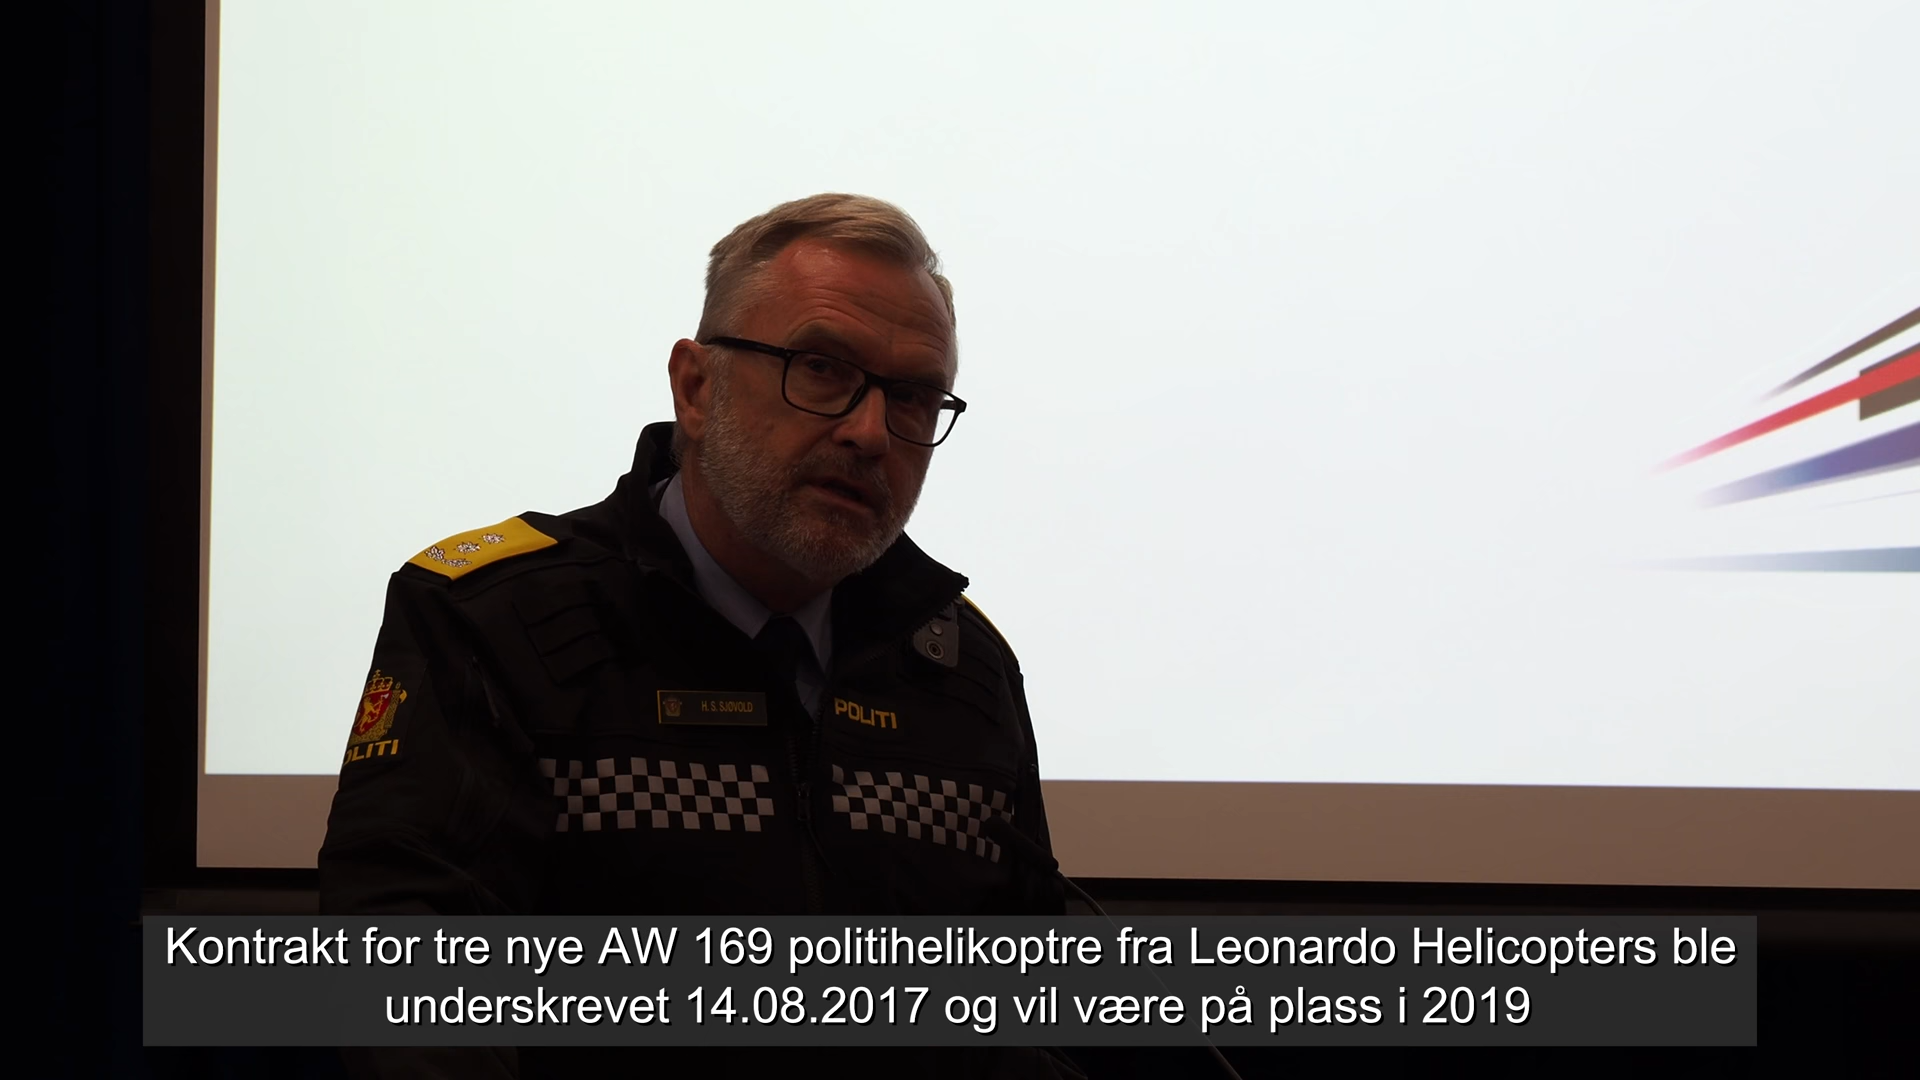 H. S. SJØVOLD
POLITI
OLITI
Kontrakt for tre nye AW 169 politihelikoptre fra Leonardo Helicopters ble
underskrevet 14.08.2017 og vil være på plass i 2019